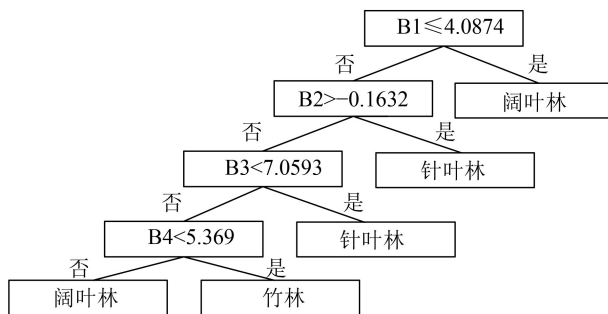 B1≤4.0874
否
是
B2>−0.1632
阔叶林
否
是
B3<7.0593
针叶林
否
是
B4<5.369
针叶林
否
是
阔叶林
竹林